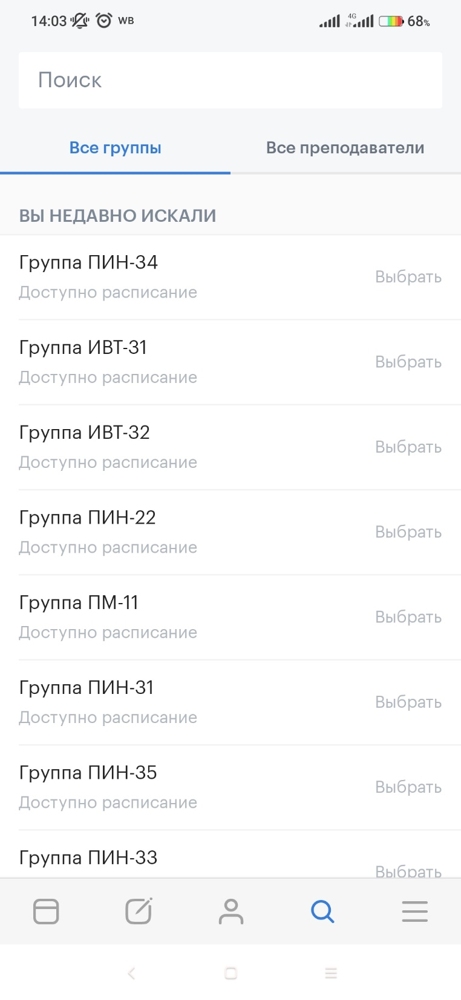 14:03 WB 4G 68%
Поиск
Все группы Все преподаватели
ВЫ НЕДАВНО ИСКАЛИ
Группа ПИН-34
Выбрать
Доступно расписание
Группа ИВТ-31
Выбрать
Доступно расписание
Группа ИВТ-32
Выбрать
Доступно расписание
Группа ПИН-22
Выбрать
Доступно расписание
Группа ПМ-11
Выбрать
Доступно расписание
Группа ПИН-31
Выбрать
Доступно расписание
Группа ПИН-35
Выбрать
Доступно расписание
Группа ПИН-33
Выбрать